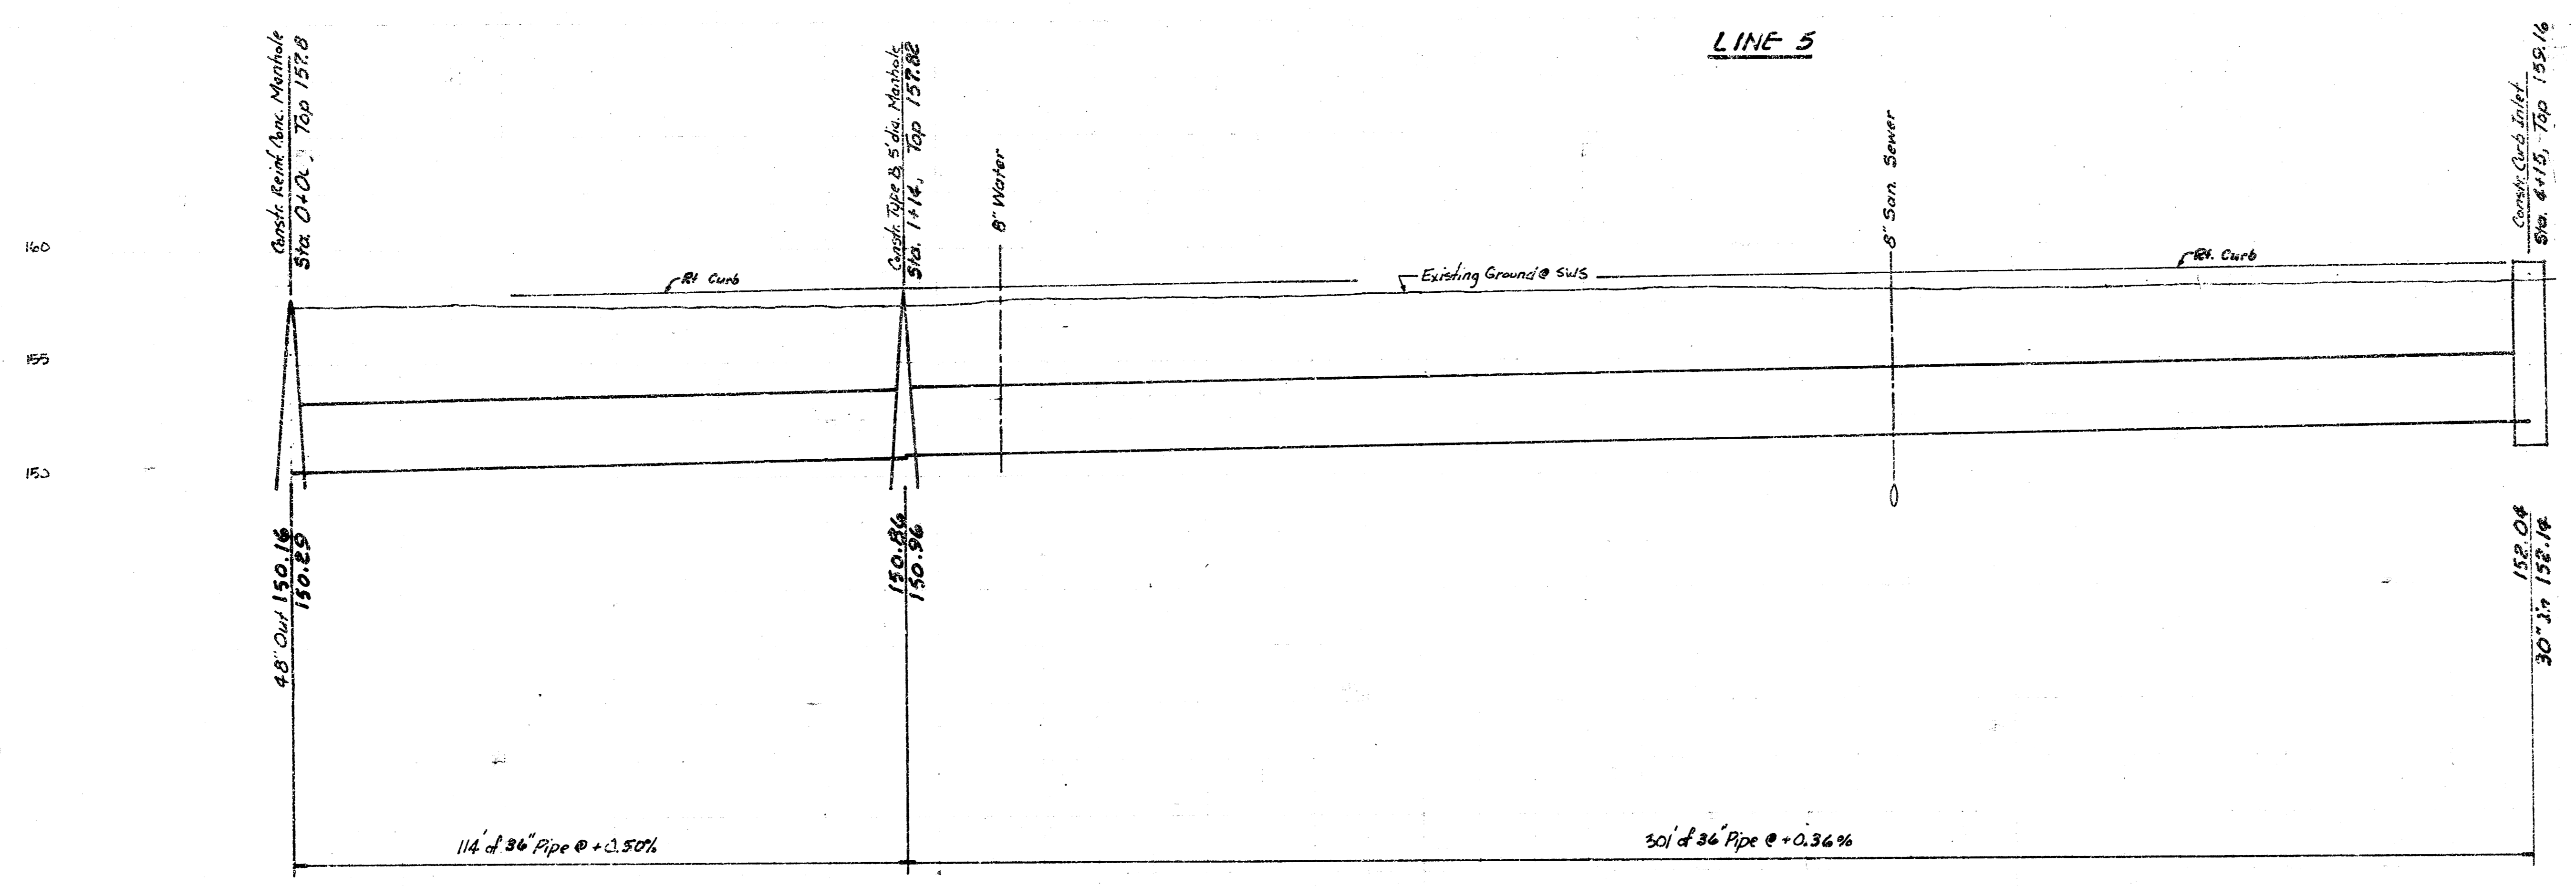 LINE 5
Constr. Reinf. Conc. Manhole
Sta. 0+00, Top 157.8
Constr. Type B, 5' dia. Manhole
Sta. 1+14, Top 157.82
8" Water
8" San. Sewer
Constr. Curb Inlet
Sta. 4+15, Top 159.16
160
155
150
Rt Curb
Existing Ground @ SWS
Rt. Curb
48" Out 150.16
150.29
150.86
150.96
152.04
30" In 152.14
114' of 36" Pipe @ +0.50%
301' of 36" Pipe @ +0.36%